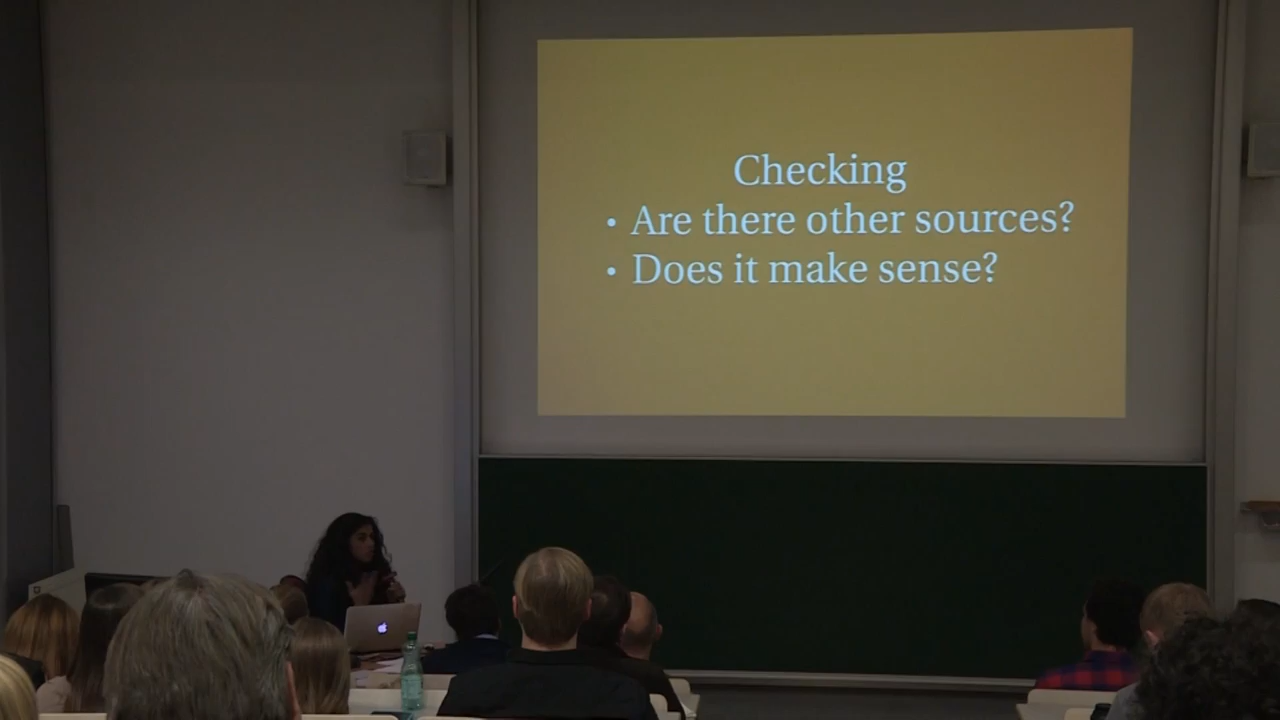 Checking
• Are there other sources?
• Does it make sense?